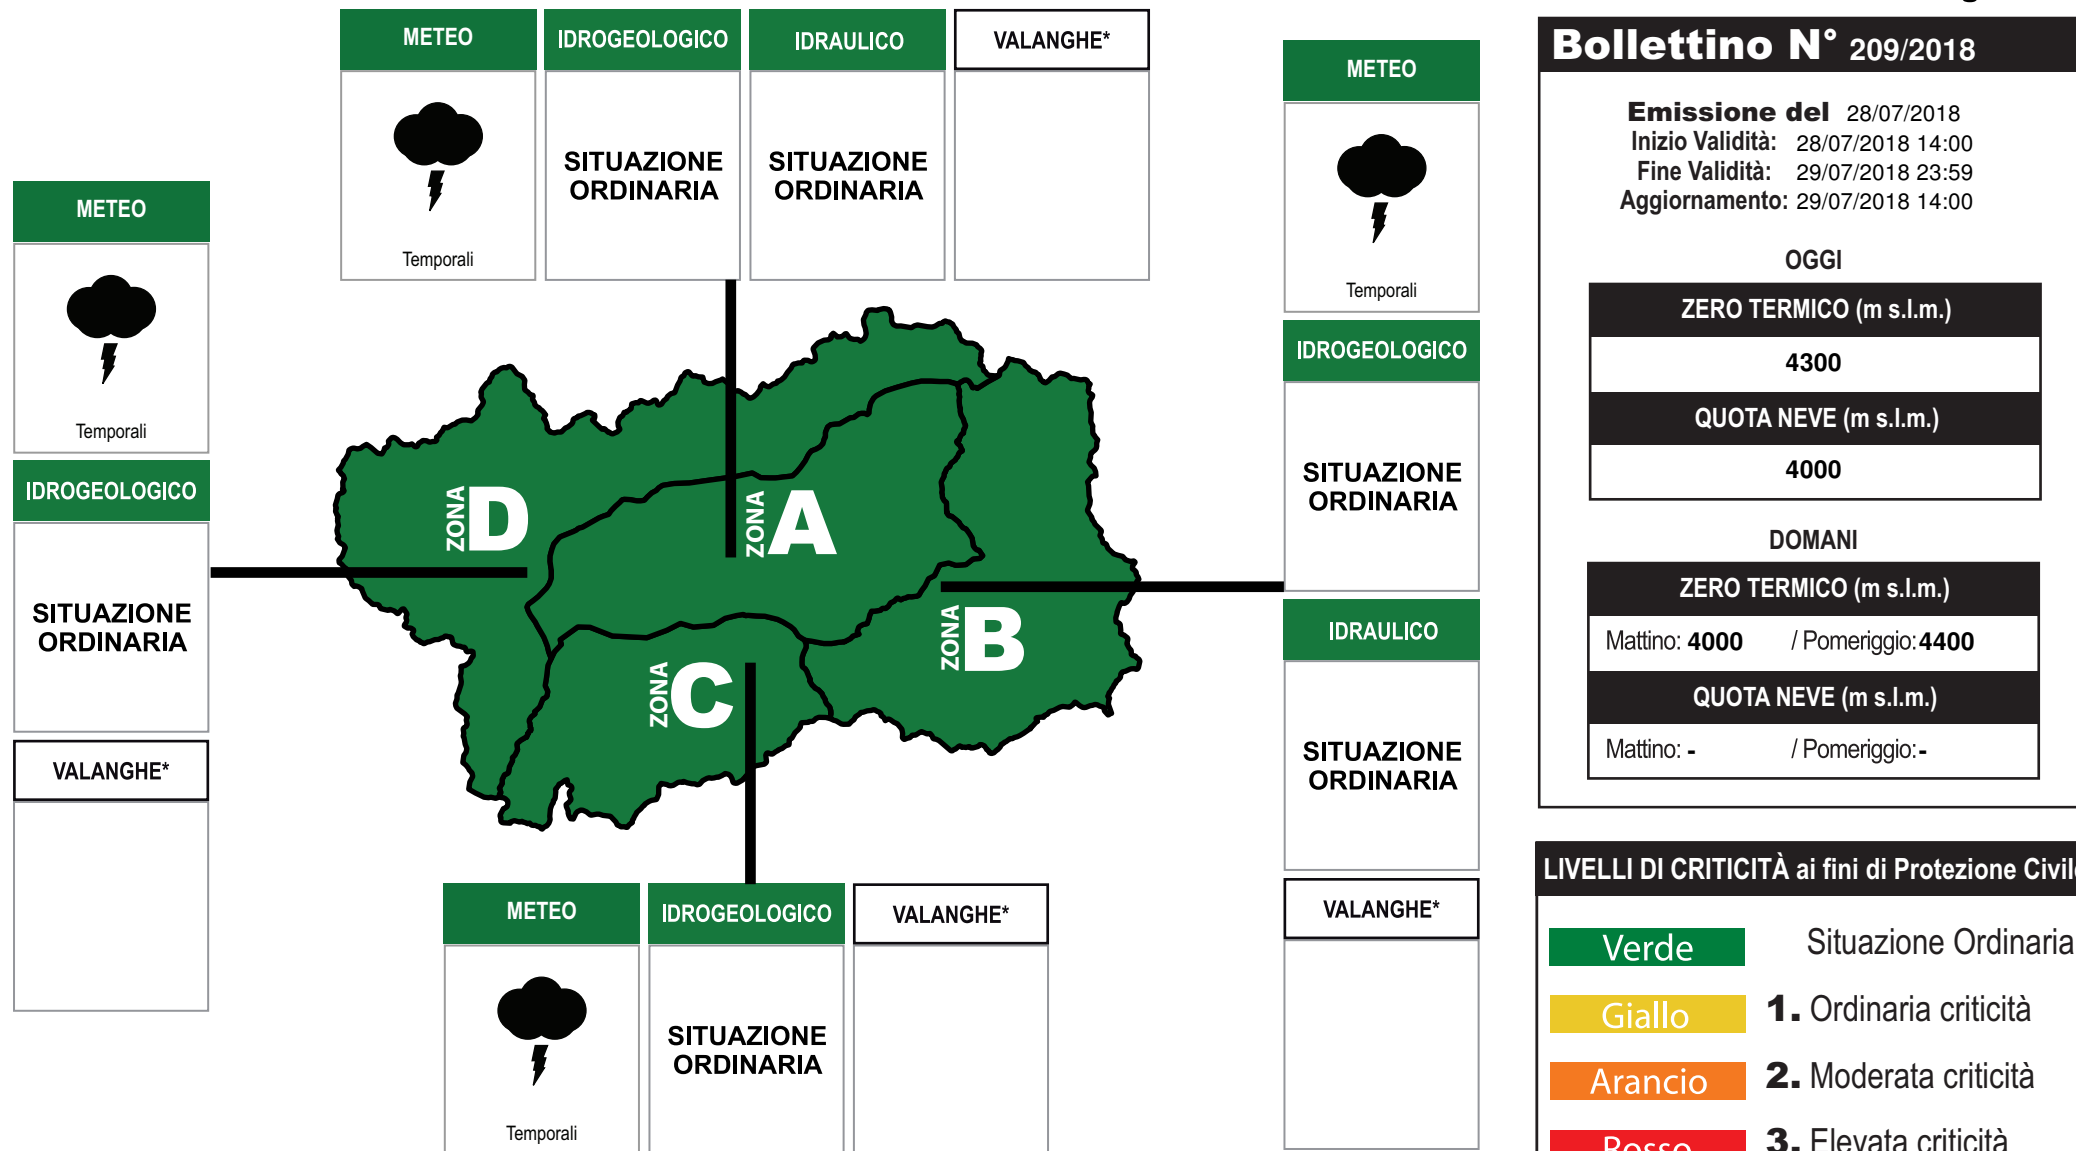 METEO
Temporali
IDROGEOLOGICO
SITUAZIONE
ORDINARIA
IDRAULICO
SITUAZIONE
ORDINARIA
VALANGHE*
METEO
Temporali
IDROGEOLOGICO
SITUAZIONE
ORDINARIA
VALANGHE*
ZONA D
ZONA A
ZONA B
ZONA C
METEO
Temporali
IDROGEOLOGICO
SITUAZIONE
ORDINARIA
VALANGHE*
METEO
Temporali
IDROGEOLOGICO
SITUAZIONE
ORDINARIA
IDRAULICO
SITUAZIONE
ORDINARIA
VALANGHE*
Bollettino N° 209/2018
Emissione del 28/07/2018
Inizio Validità: 28/07/2018 14:00
Fine Validità: 29/07/2018 23:59
Aggiornamento: 29/07/2018 14:00
OGGI
ZERO TERMICO (m s.l.m.)
4300
QUOTA NEVE (m s.l.m.)
4000
DOMANI
ZERO TERMICO (m s.l.m.)
Mattino: 4000 / Pomeriggio: 4400
QUOTA NEVE (m s.l.m.)
Mattino: - / Pomeriggio: -
LIVELLI DI CRITICITÀ ai fini di Protezione Civile
Verde Situazione Ordinaria
Giallo 1. Ordinaria criticità
Arancio 2. Moderata criticità
Rosso 3. Elevata criticità